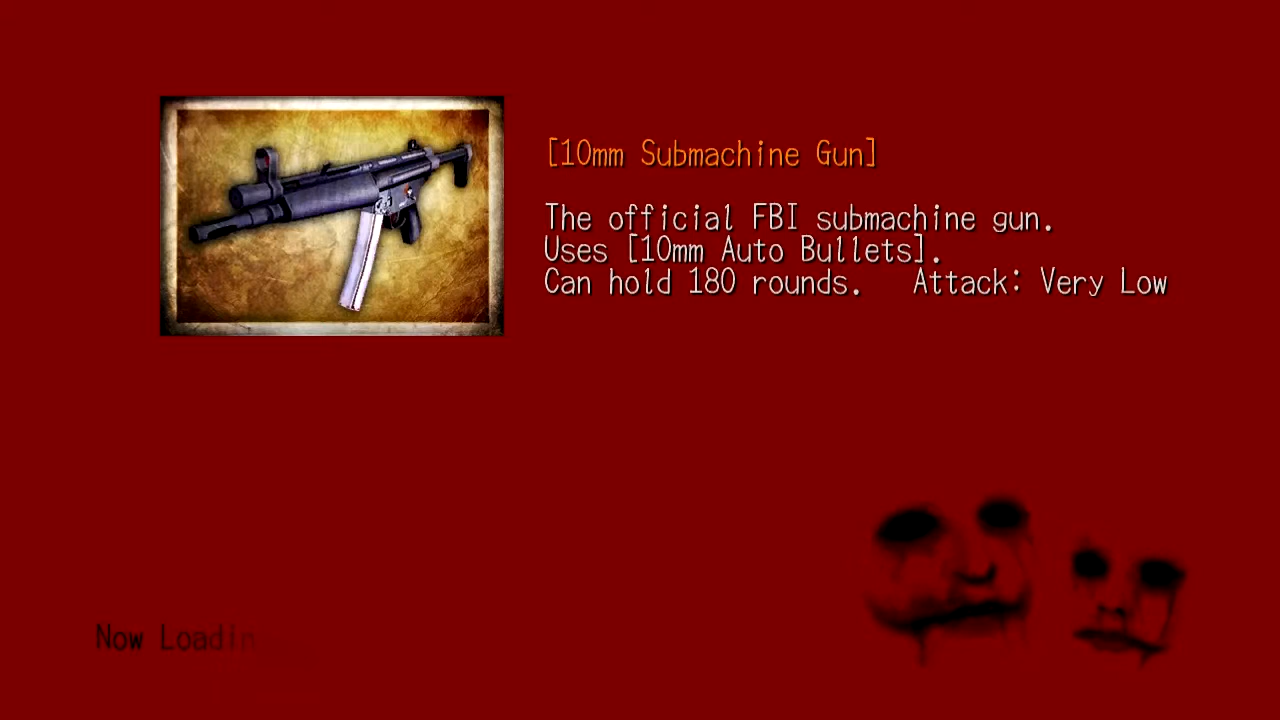 [10mm Submachine Gun]
The official FBI submachine gun.
Uses [10mm Auto Bullets].
Can hold 180 rounds.   Attack: Very Low
Now Loadin